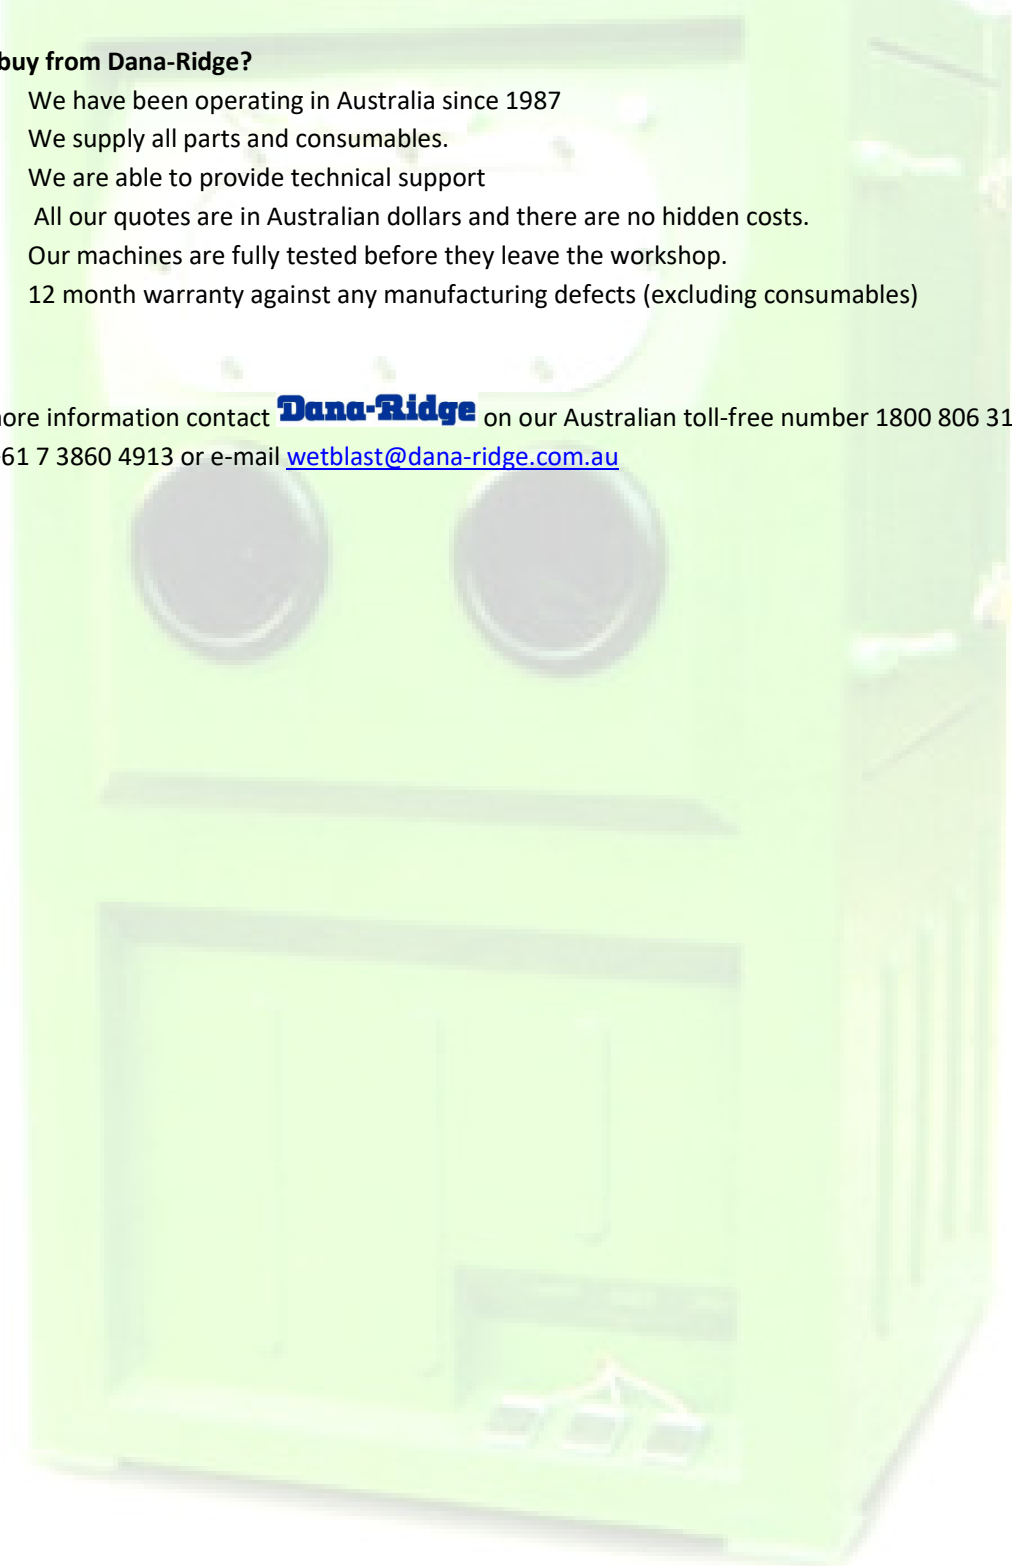 buy from Dana-Ridge?
We have been operating in Australia since 1987
We supply all parts and consumables.
We are able to provide technical support
All our quotes are in Australian dollars and there are no hidden costs.
Our machines are fully tested before they leave the workshop.
12 month warranty against any manufacturing defects (excluding consumables)
more information contact Dana-Ridge on our Australian toll-free number 1800 806 31
61 7 3860 4913 or e-mail wetblast@dana-ridge.com.au